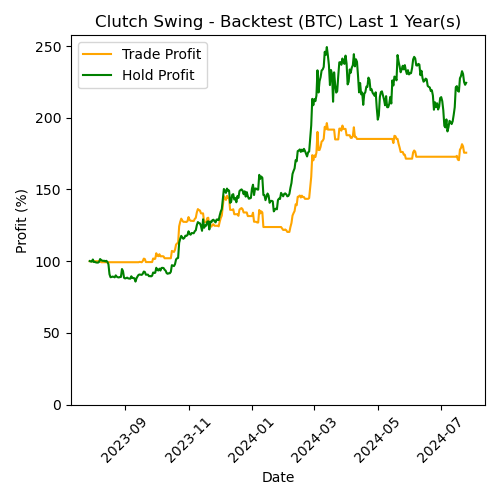 Clutch Swing - Backtest (BTC) Last 1 Year(s)
Trade Profit
Hold Profit
Profit (%)
250
200
150
100
50
0
2023-09
2023-11
2024-01
2024-03
2024-05
2024-07
Date